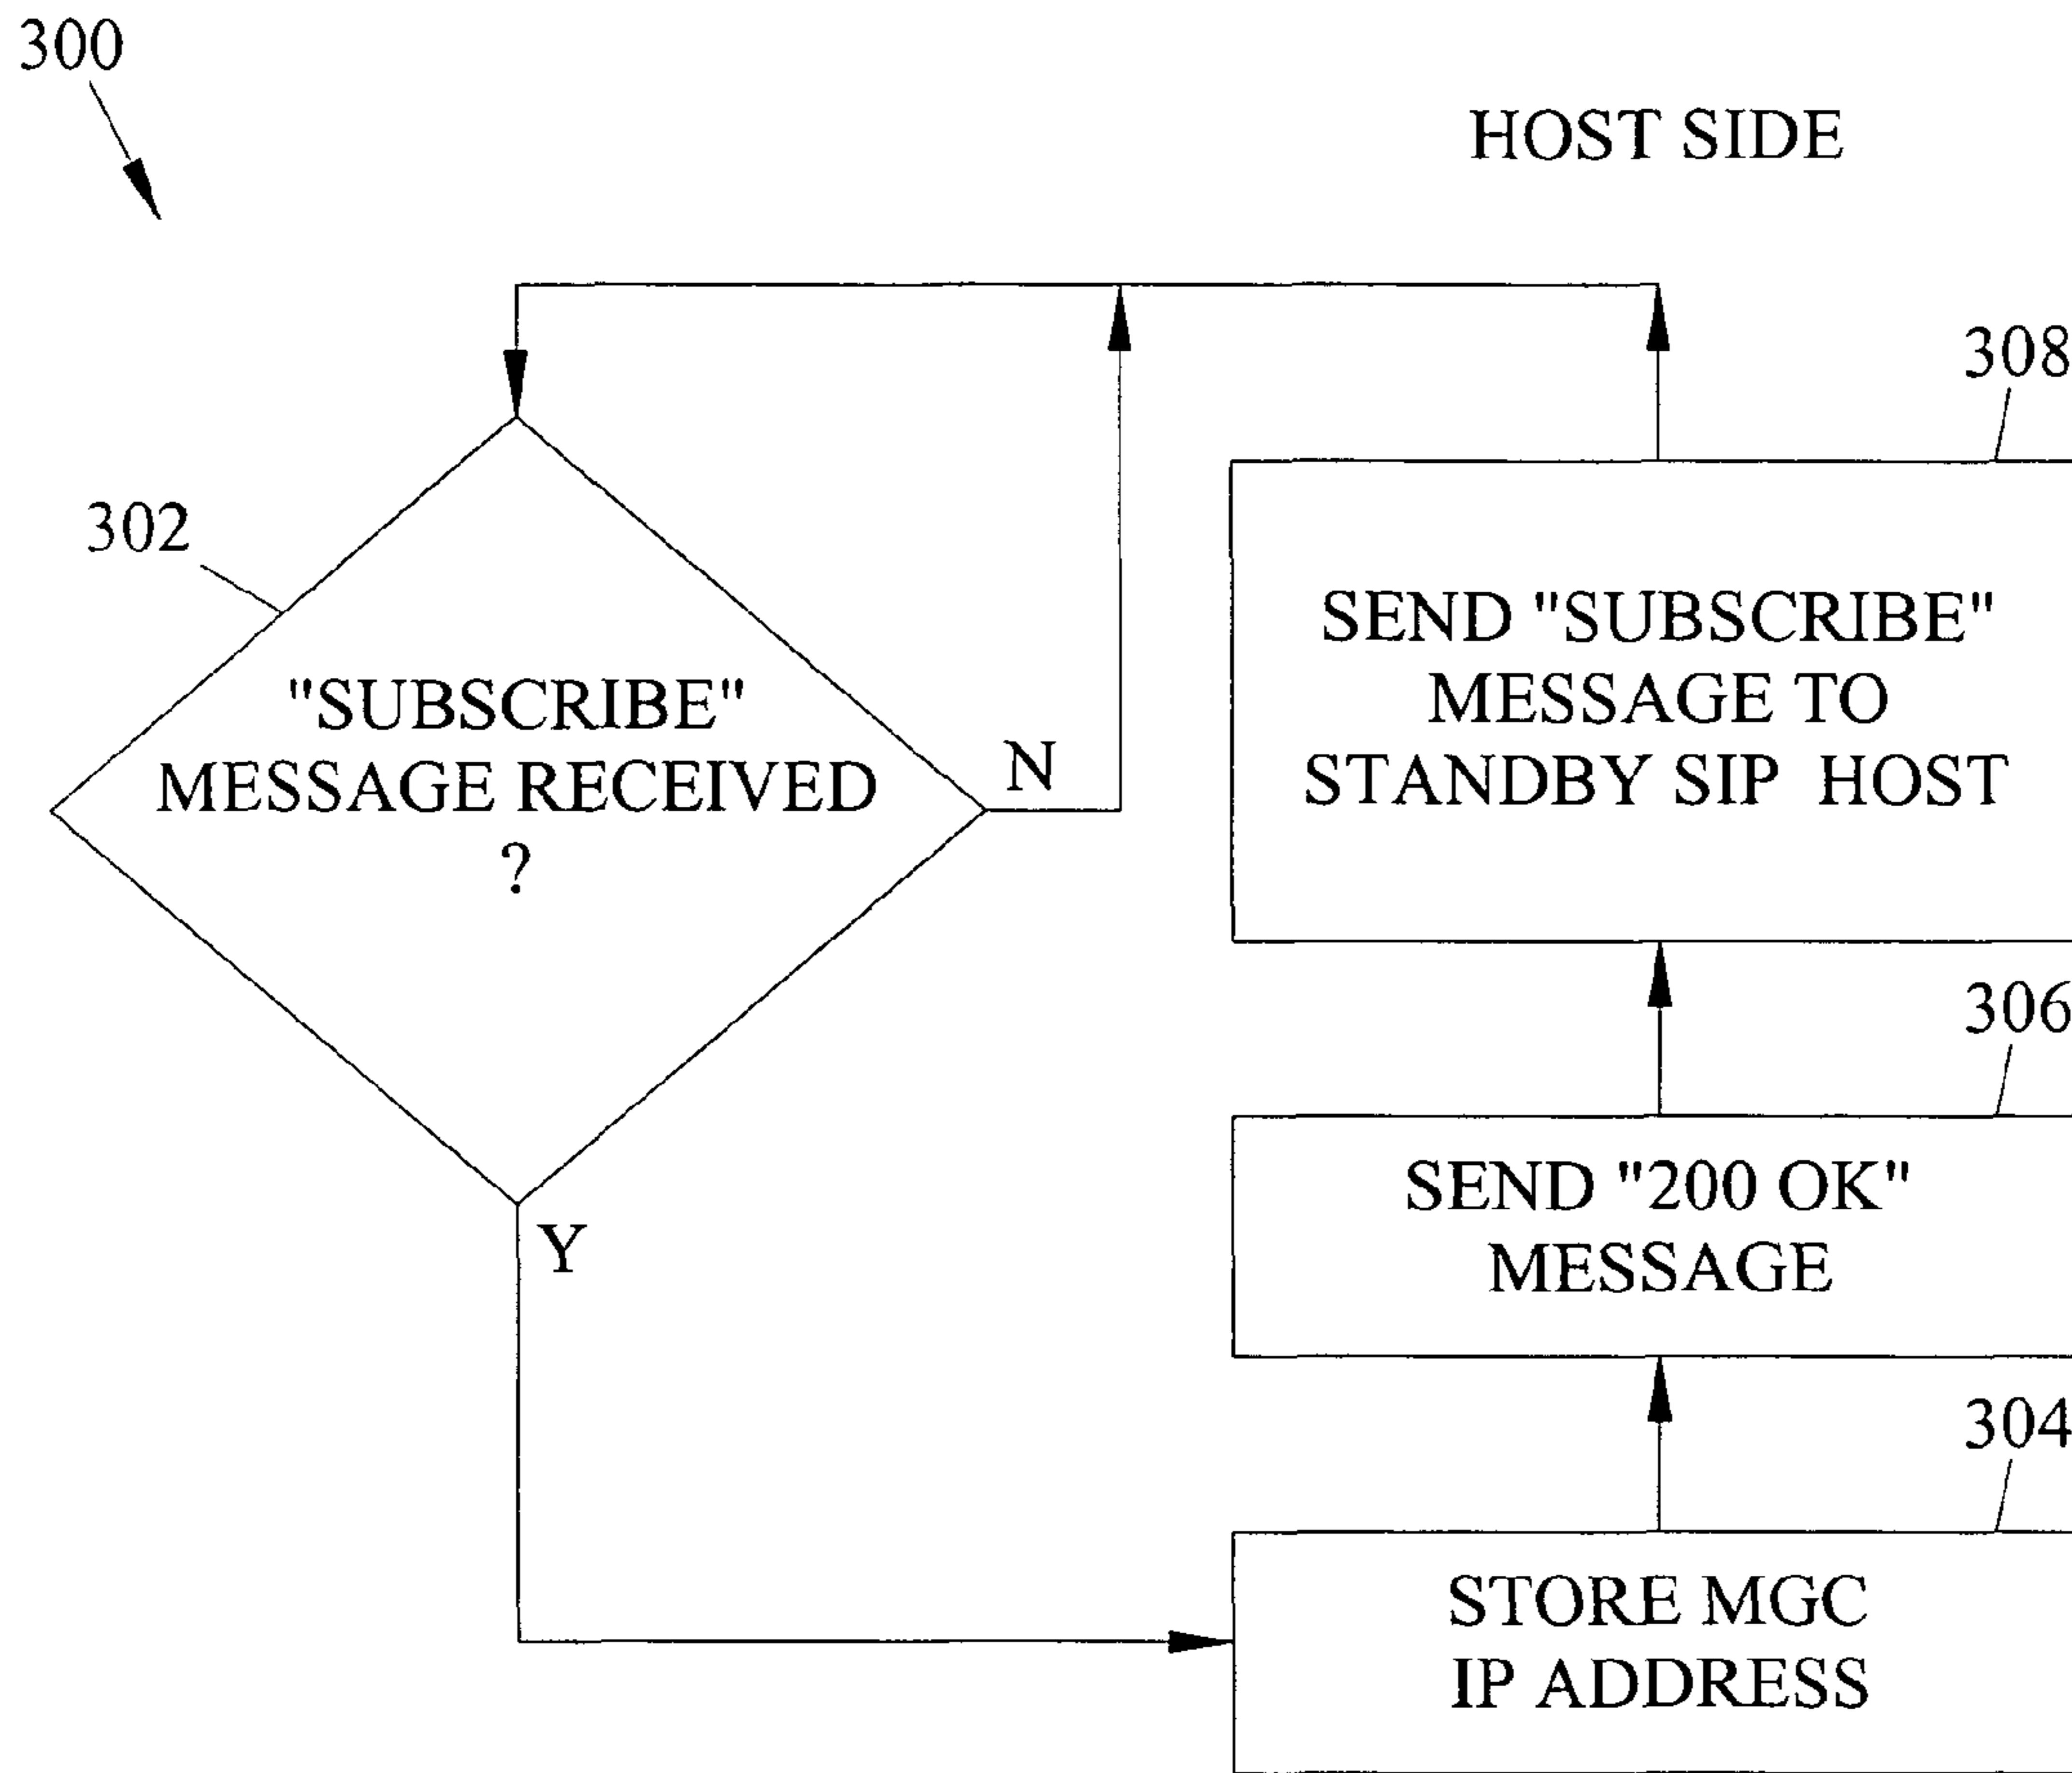 300
HOST SIDE
308
302
"SUBSCRIBE"
MESSAGE RECEIVED
?
N
Y
SEND "SUBSCRIBE"
MESSAGE TO
STANDBY SIP HOST
306
SEND "200 OK"
MESSAGE
304
STORE MGC
IP ADDRESS